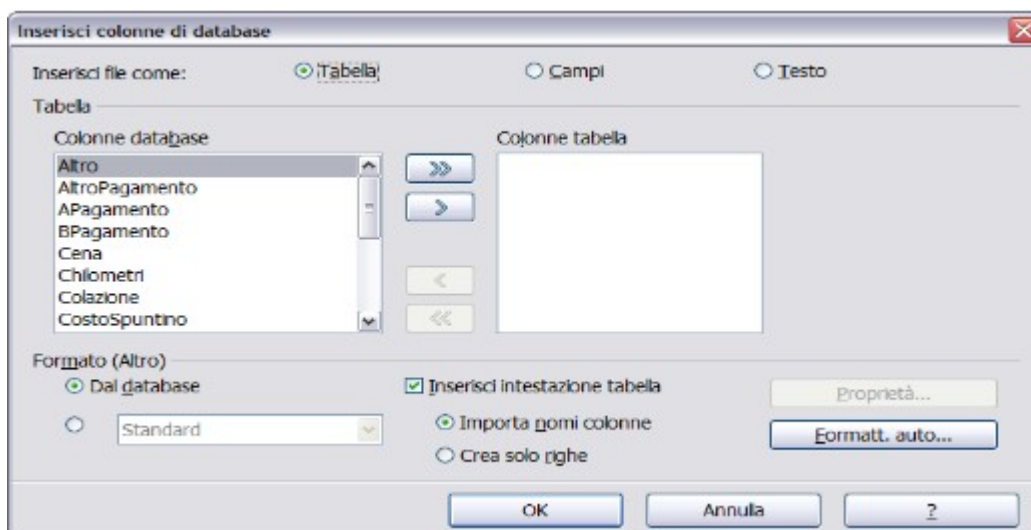 Inserisci colonne di database
Inserisci file come: Tabella Campi Testo
Tabella
Colonne database Colonne tabella
Altro
AltroPagamento
APagamento
BPagamento
Cena
Chilometri
Colazione
CostoSpuntino
>>
>
<
<<
Formato (Altro)
Dal database Inserisci intestazione tabella Proprietà...
Standard Importa nomi colonne Formatt. auto...
Crea solo righe
OK Annulla ?